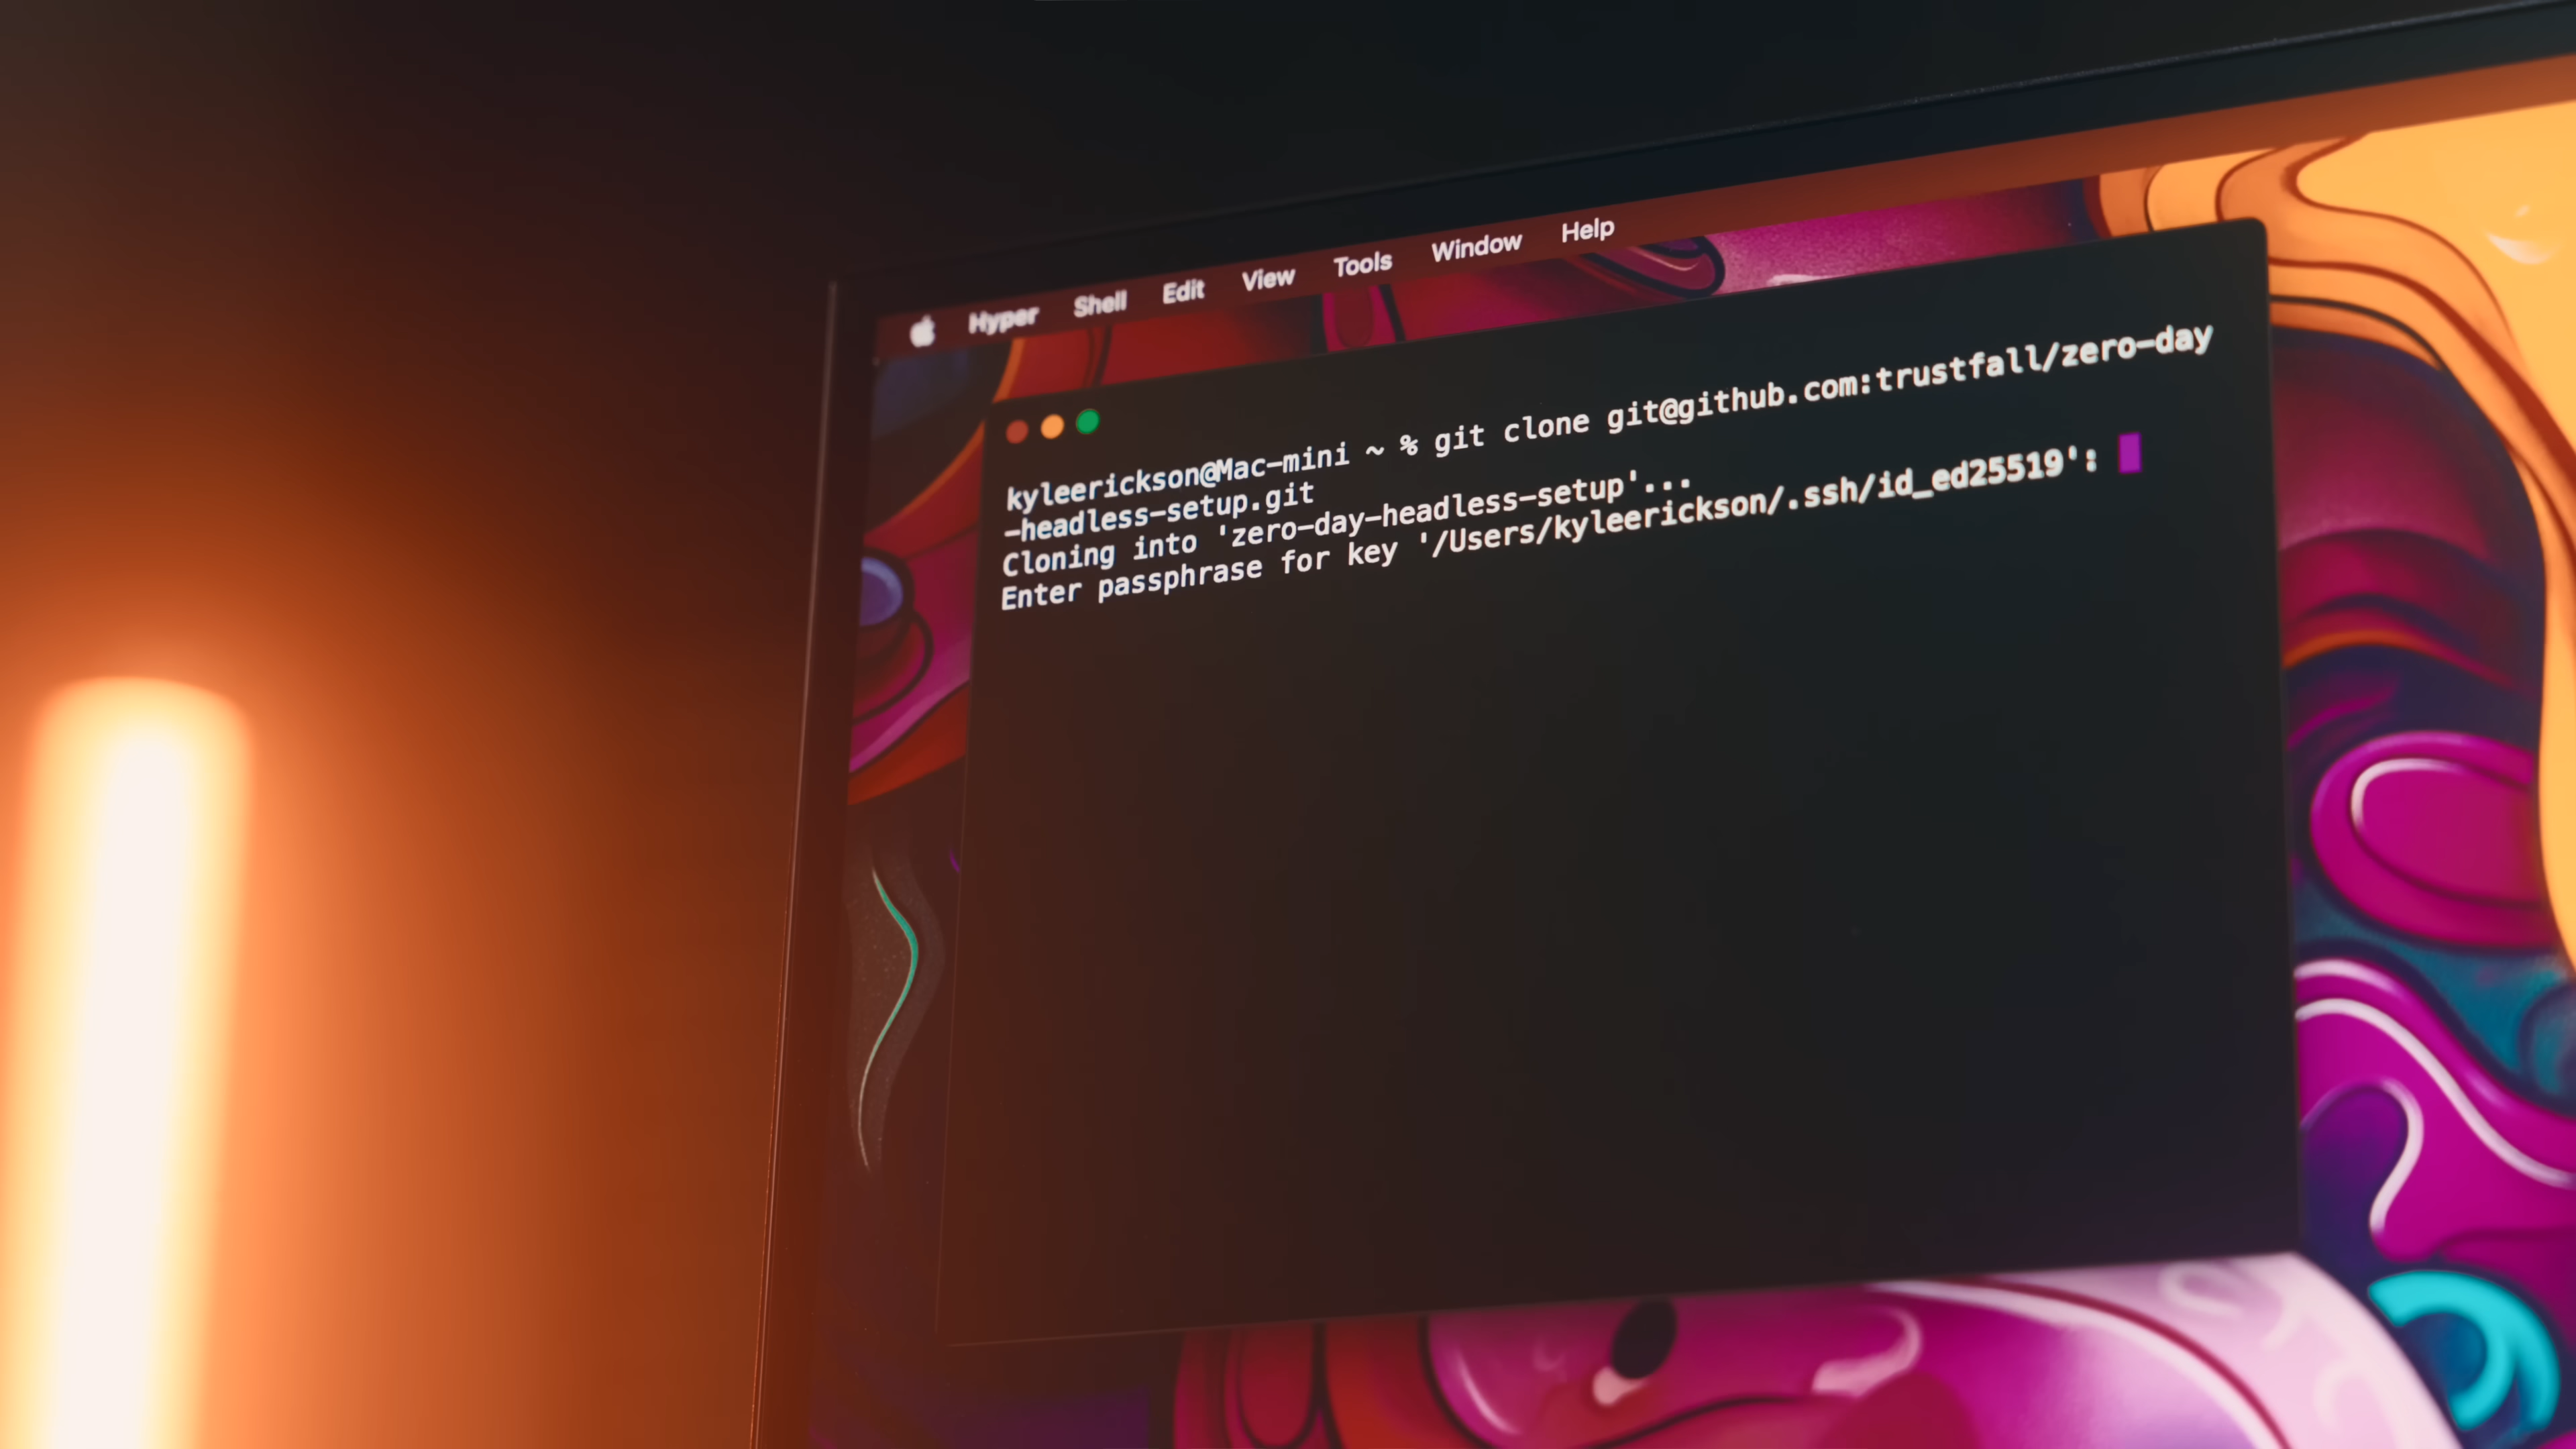 Hyper Shell Edit View Tools Window Help
kyleerickson@Mac-mini ~ % git clone git@github.com:trustfall/zero-day
-headless-setup.git
Cloning into 'zero-day-headless-setup'...
Enter passphrase for key '/Users/kyleerickson/.ssh/id_ed25519':